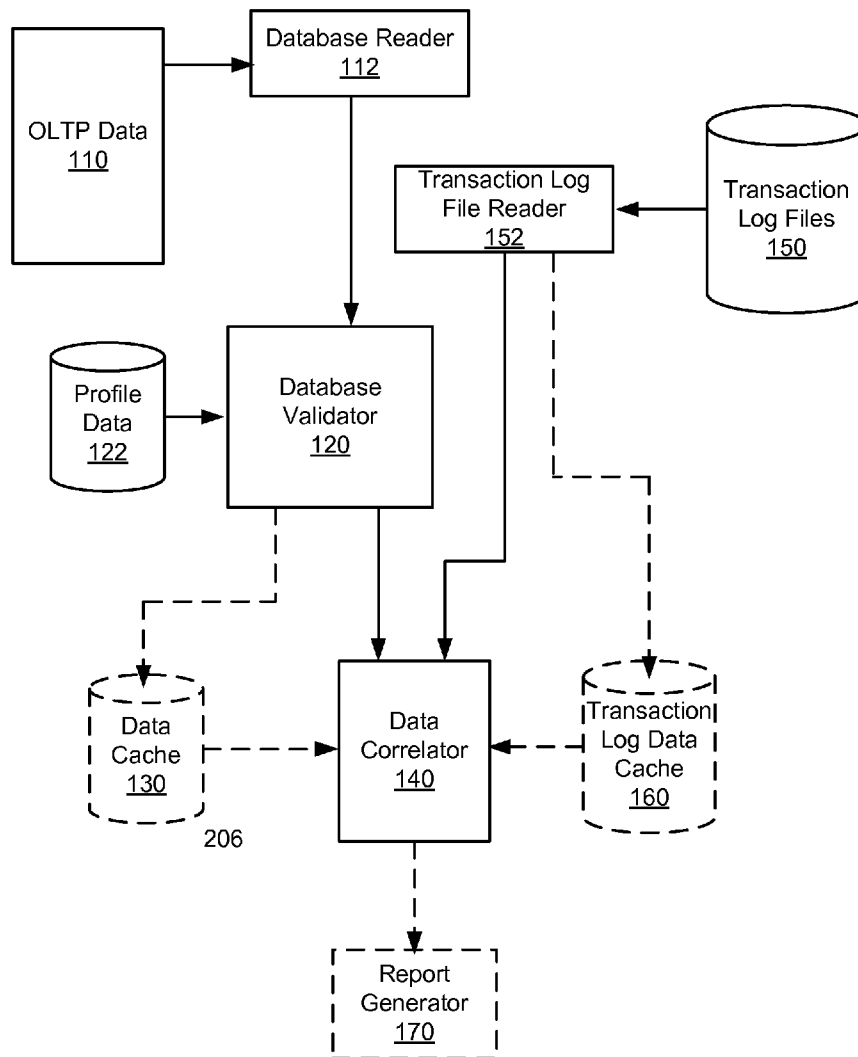 Database Reader
112
OLTP Data
110
Transaction Log
File Reader
152
Transaction
Log Files
150
Profile
Data
122
Database
Validator
120
Data
Cache
130
206
Data
Correlator
140
Transaction
Log Data
Cache
160
Report
Generator
170